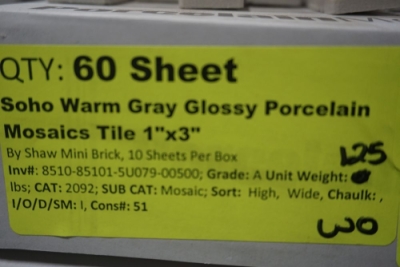 QTY: 60 Sheet
Soho Warm Gray Glossy Porcelain
Mosaics Tile 1"x3"
By Shaw Mini Brick, 10 Sheets Per Box
Inv#: 8510-85101-5U079-00500; Grade: A Unit Weight:
lbs; CAT: 2092; SUB CAT: Mosaic; Sort: High, Wide, Chaulk: ,
I/O/D/SM: I, Cons#: 51
125
30